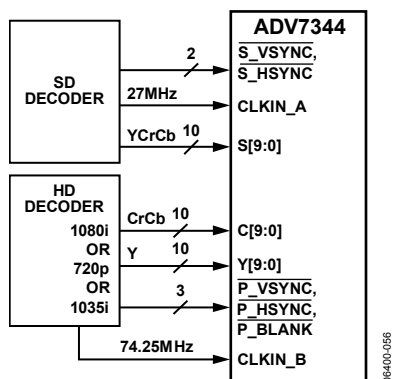 ADV7344
SD
DECODER
2
S_VSYNC,
S_HSYNC
27MHz
CLKIN_A
YCrCb 10
S[9:0]
HD
DECODER
1080i
OR
720p
OR
1035i
CrCb 10
C[9:0]
Y 10
Y[9:0]
3
P_VSYNC,
P_HSYNC,
P_BLANK
74.25MHz
CLKIN_B
06400-056